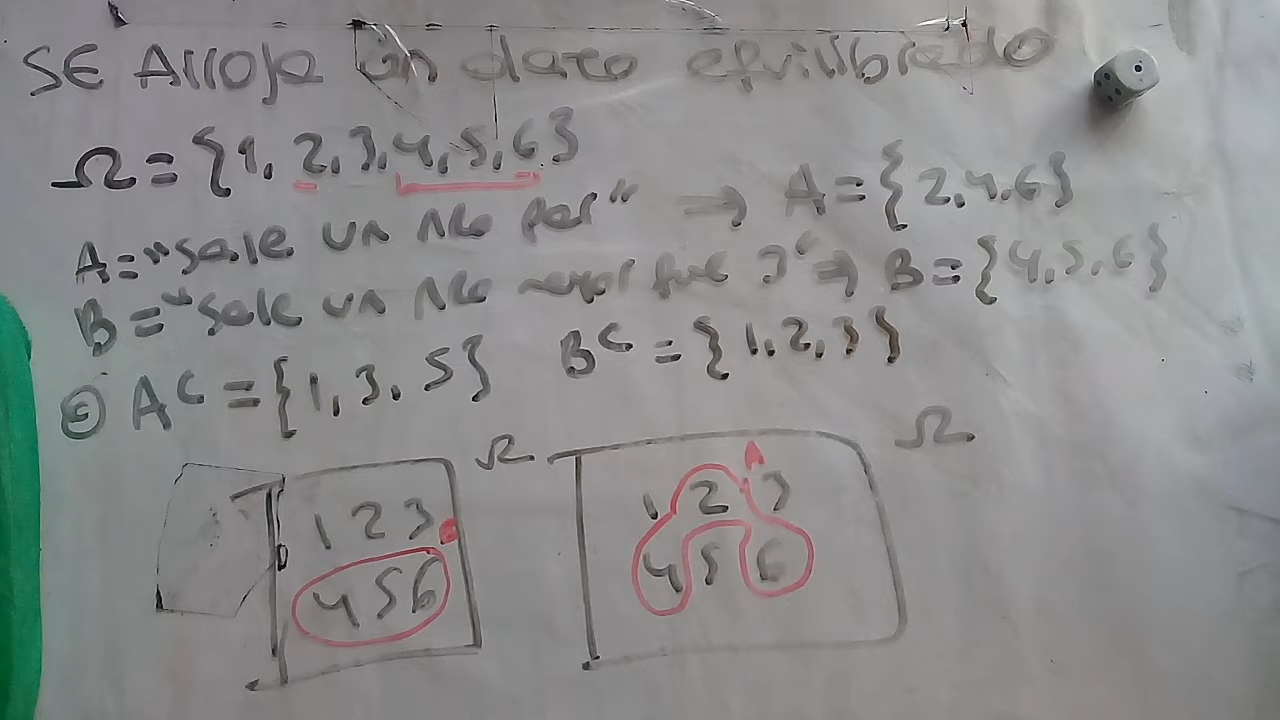 SE Arroja un dado equilibrado
Ω = {1, 2, 3, 4, 5, 6}
A = "sale un Nro par" → A = {2, 4, 6}
B = "sale un Nro mayor que 3" → B = {4, 5, 6}
c) A^C = {1, 3, 5} B^C = {1, 2, 3}
Ω Ω
1 2 3 1 2 3
4 5 6 4 5 6